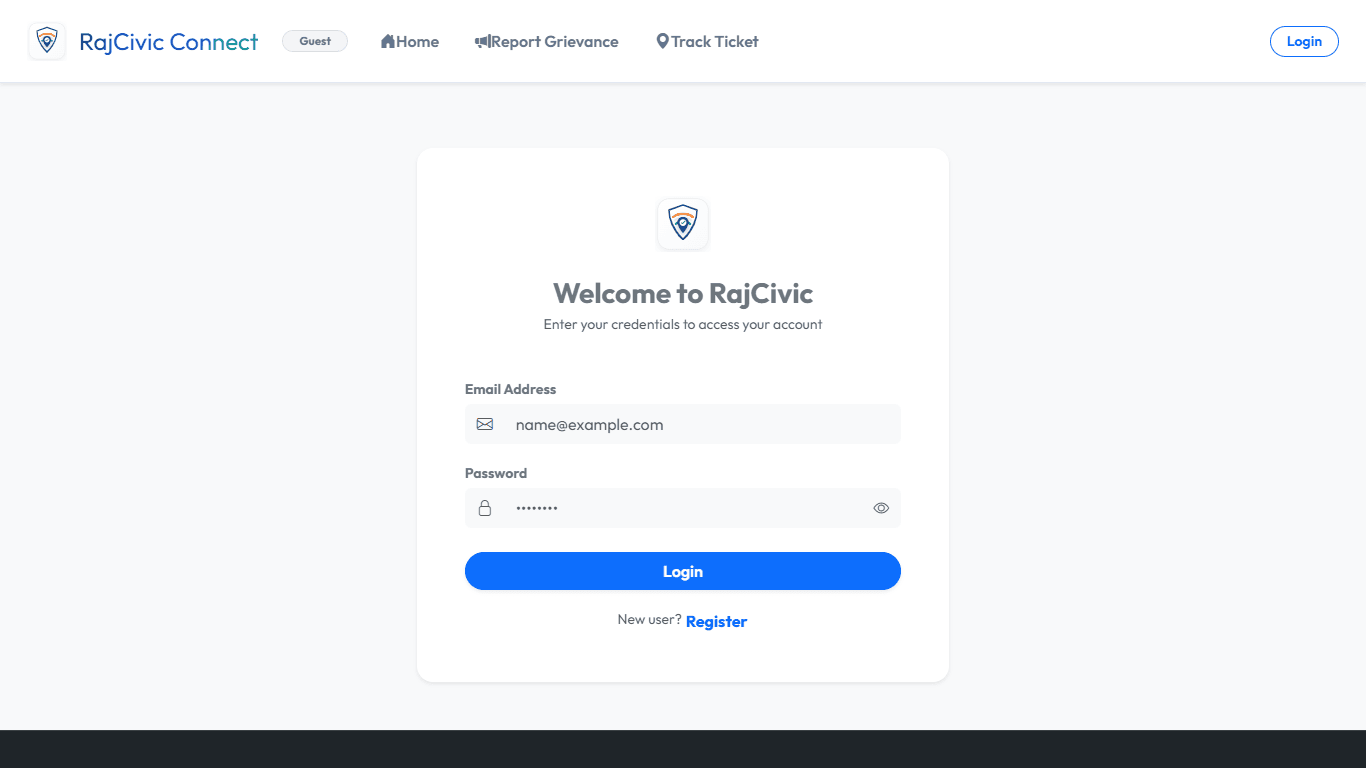 RajCivic Connect
Guest
Home
Report Grievance
Track Ticket
Login
Welcome to RajCivic
Enter your credentials to access your account
Email Address
name@example.com
Password
••••••••
Login
New user? Register